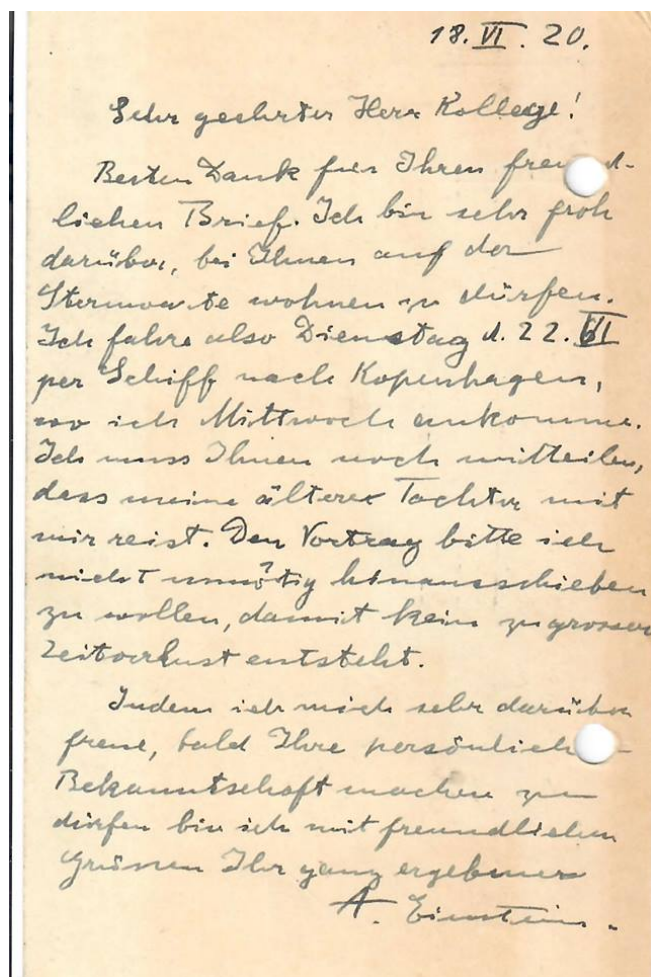 18. VI. 20.
Sehr geehrter Herr Kollege!
Besten Dank für Ihren freund-
lichen Brief. Ich bin sehr froh
darüber, bei Ihnen auf der
Sternwarte wohnen zu dürfen.
Ich fahre also Dienstag d. 22. VI
per Schiff nach Kopenhagen,
wo ich Mittwoch ankomme.
Ich muss Ihnen noch mitteilen,
dass meine ältere Tochter mit
mir reist. Den Vortrag bitte ich
nicht unnötig hinausschieben
zu wollen, damit kein zu grosser
Zeitverlust entsteht.
Indem ich mich sehr darüber
freue, bald Ihre persönliche
Bekanntschaft machen zu
dürfen bin ich mit freundlichen
Grüssen Ihr ganz ergebener
A. Einstein.